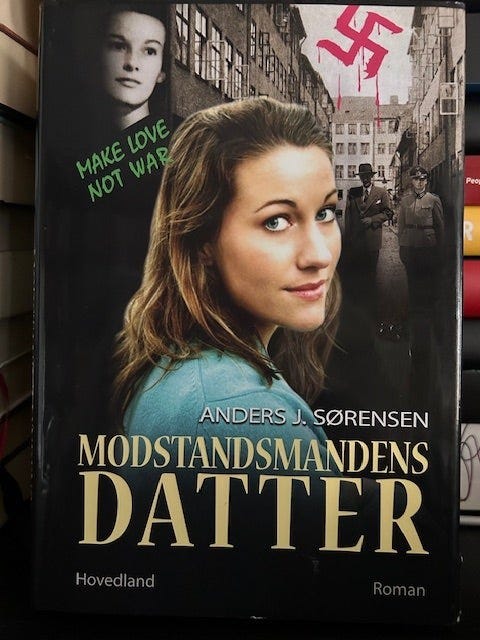 MAKE LOVE
NOT WAR
ANDERS J. SØRENSEN
MODSTANDSMANDENS
DATTER
Hovedland
Roman